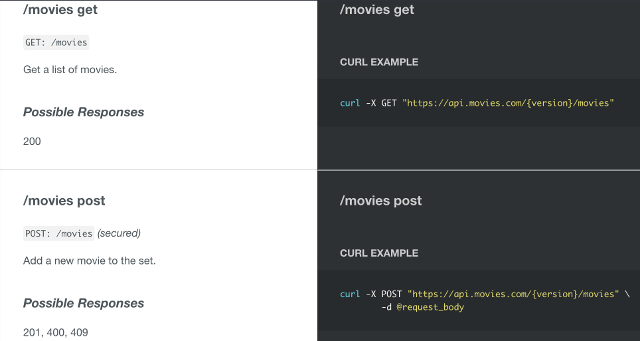 /movies get
GET: /movies
Get a list of movies.
Possible Responses
200
/movies get
CURL EXAMPLE
curl -X GET "https://api.movies.com/{version}/movies"
/movies post
POST: /movies (secured)
Add a new movie to the set.
Possible Responses
201, 400, 409
/movies post
CURL EXAMPLE
curl -X POST "https://api.movies.com/{version}/movies" \
-d @request_body